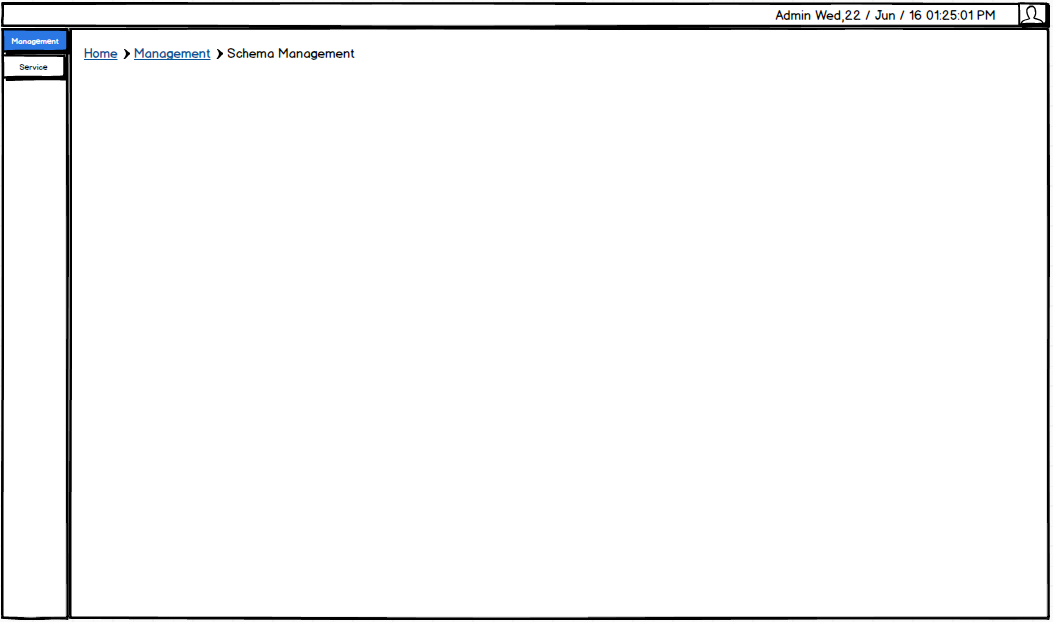 Admin Wed,22 / Jun / 16 01:25:01 PM
Management
Service
Home > Management > Schema Management